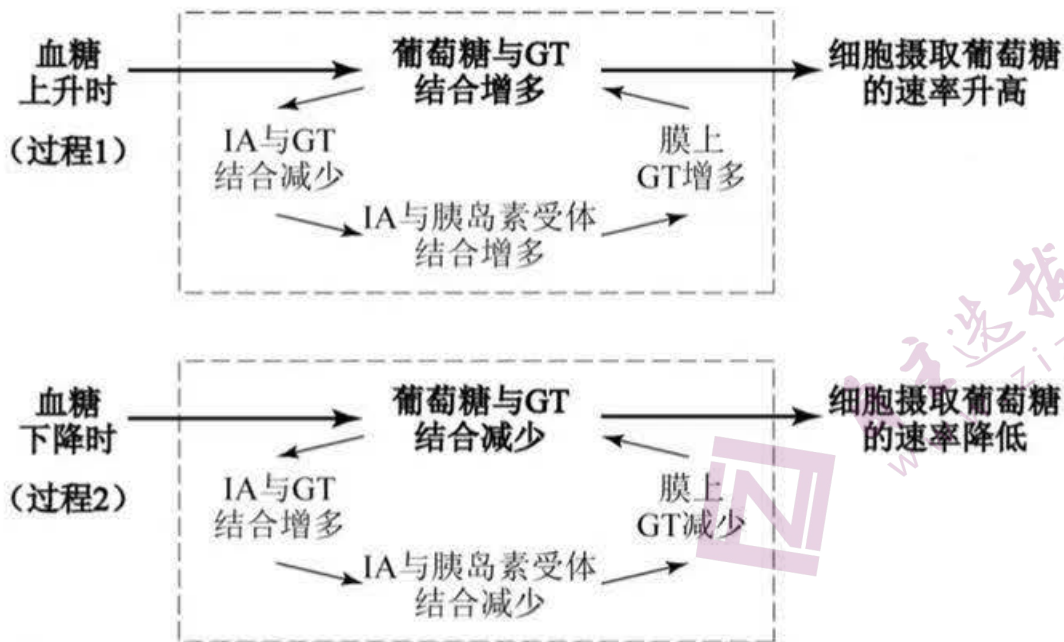 血糖
上升时
(过程1)
葡萄糖与GT
结合增多
细胞摄取葡萄糖
的速率升高
IA与GT
结合减少
膜上
GT增多
IA与胰岛素受体
结合增多
血糖
下降时
(过程2)
葡萄糖与GT
结合减少
细胞摄取葡萄糖
的速率降低
IA与GT
结合增多
膜上
GT减少
IA与胰岛素受体
结合减少